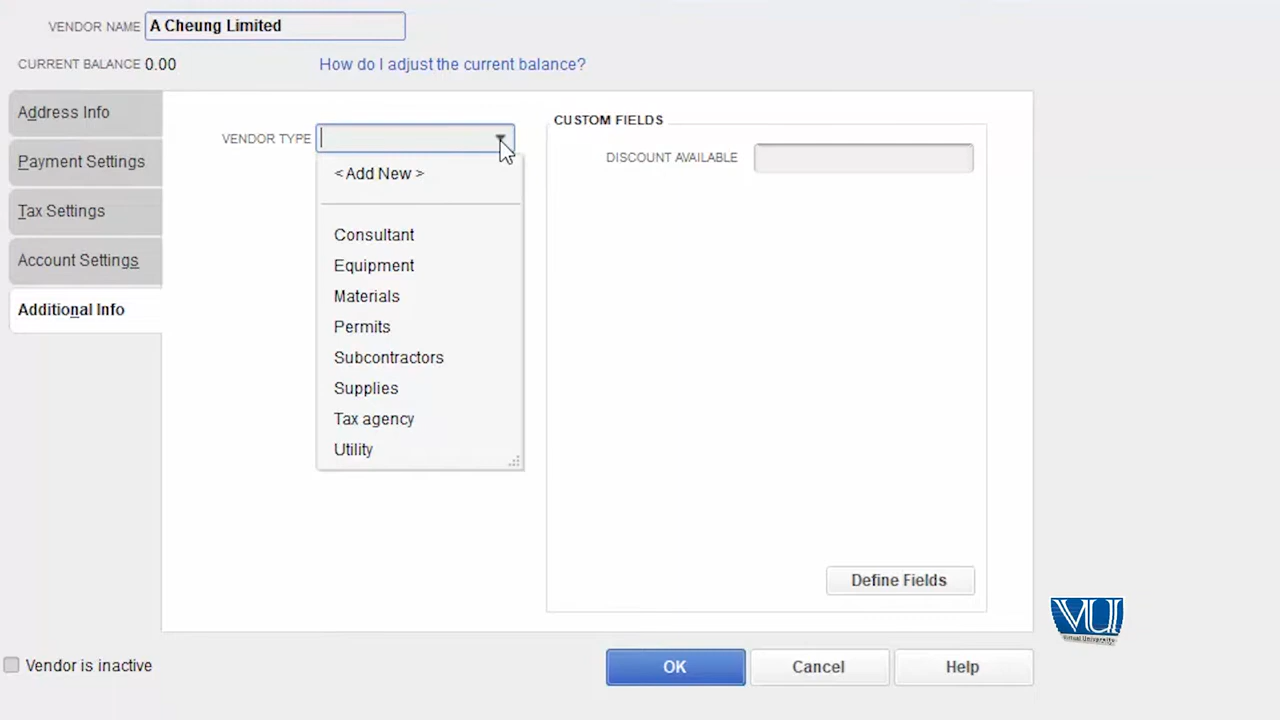 VENDOR NAME A Cheung Limited
CURRENT BALANCE 0.00 How do I adjust the current balance?
Address Info
Payment Settings
Tax Settings
Account Settings
Additional Info
VENDOR TYPE
< Add New >
Consultant
Equipment
Materials
Permits
Subcontractors
Supplies
Tax agency
Utility
CUSTOM FIELDS
DISCOUNT AVAILABLE
Define Fields
Vendor is inactive
OK Cancel Help
VU
Virtual University